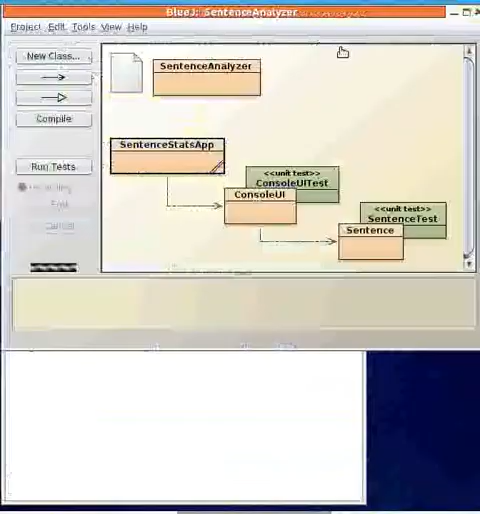 BlueJ: SentenceAnalyzer
Project Edit Tools View Help
New Class...
Compile
Run Tests
SentenceAnalyzer
SentenceStatsApp
<<unit test>>
ConsoleUITest
ConsoleUI
<<unit test>>
SentenceTest
Sentence